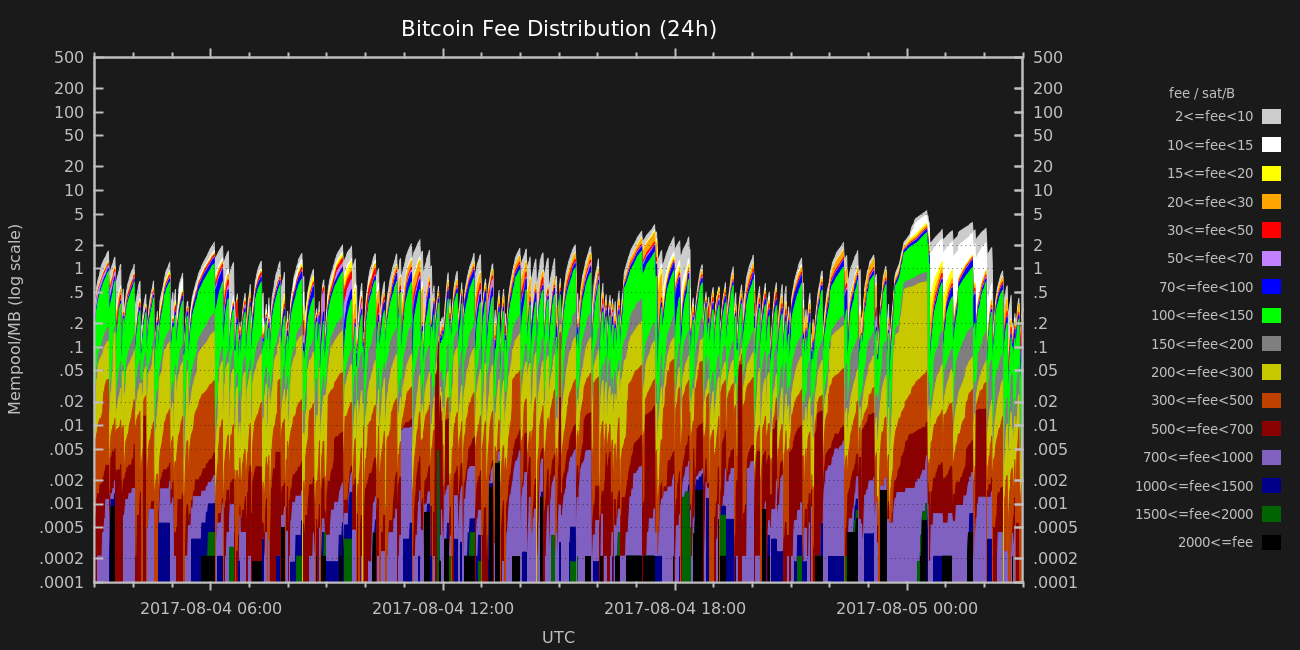 Bitcoin Fee Distribution (24h)
Mempool/MB (log scale)
500
200
100
50
20
10
5
2
1
.5
.2
.1
.05
.02
.01
.005
.002
.001
.0005
.0002
.0001
500
200
100
50
20
10
5
2
1
.5
.2
.1
.05
.02
.01
.005
.002
.001
.0005
.0002
.0001
2017-08-04 06:00
2017-08-04 12:00
2017-08-04 18:00
2017-08-05 00:00
UTC
fee / sat/B
2<=fee<10
10<=fee<15
15<=fee<20
20<=fee<30
30<=fee<50
50<=fee<70
70<=fee<100
100<=fee<150
150<=fee<200
200<=fee<300
300<=fee<500
500<=fee<700
700<=fee<1000
1000<=fee<1500
1500<=fee<2000
2000<=fee